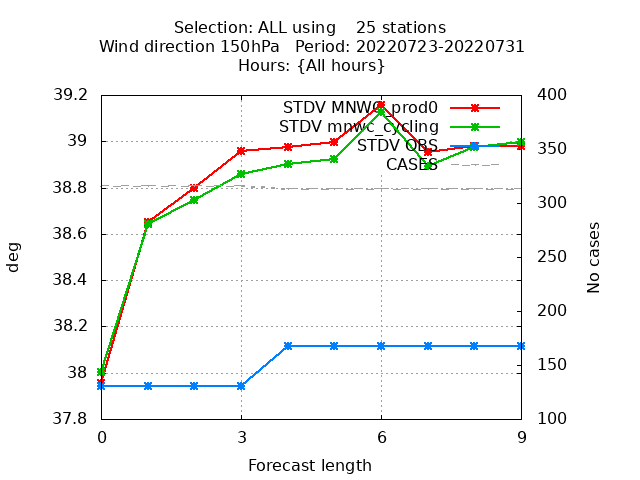 Selection: ALL using 25 stations
Wind direction 150hPa Period: 20220723-20220731
Hours: {All hours}
39.2
39
38.8
38.6
38.4
38.2
38
37.8
400
350
300
250
200
150
100
STDV MNWC_prod0
STDV mnwc_cycling
STDV OBS
CASES
deg
No cases
0 3 6 9
Forecast length